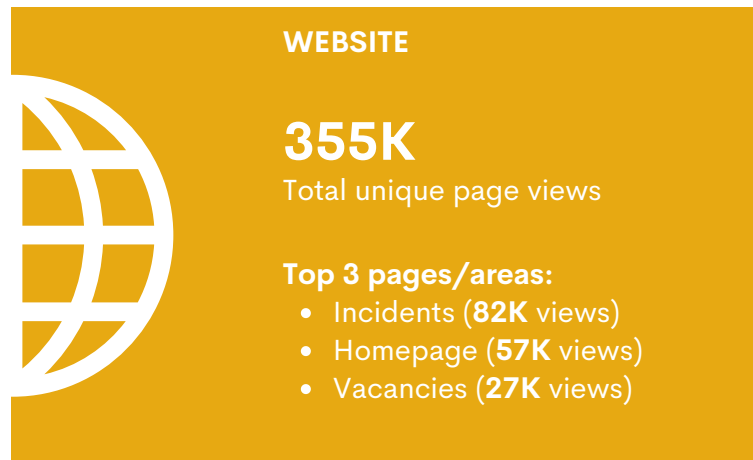 WEBSITE
355K
Total unique page views
Top 3 pages/areas:
• Incidents (82K views)
• Homepage (57K views)
• Vacancies (27K views)